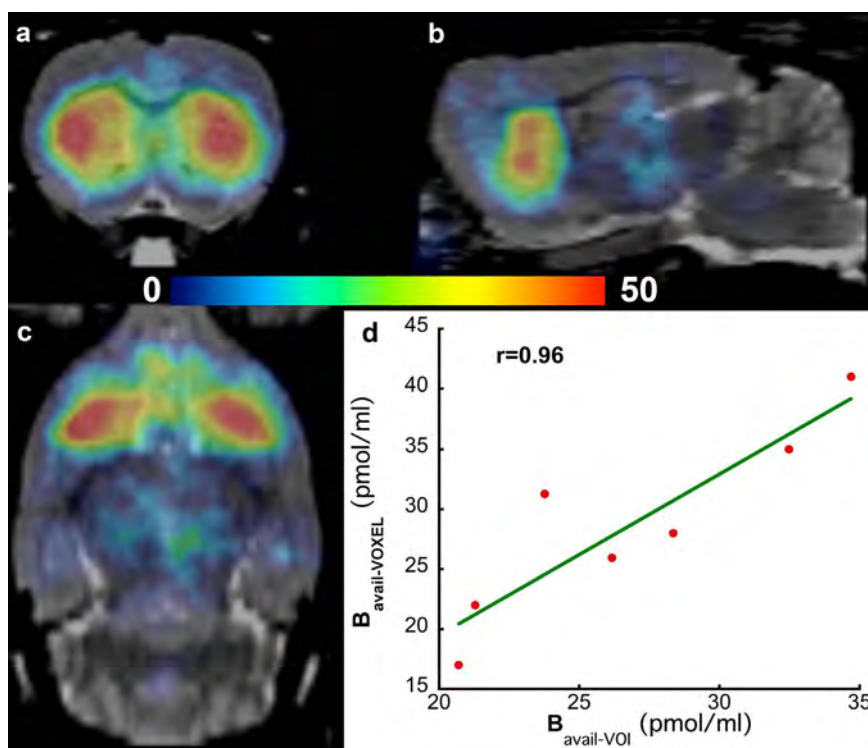 a
b
0 50
c
d
r=0.96
45
40
35
30
25
20
15
B avail-VOXEL (pmol/ml)
20 25 30 35
B avail-VOI (pmol/ml)